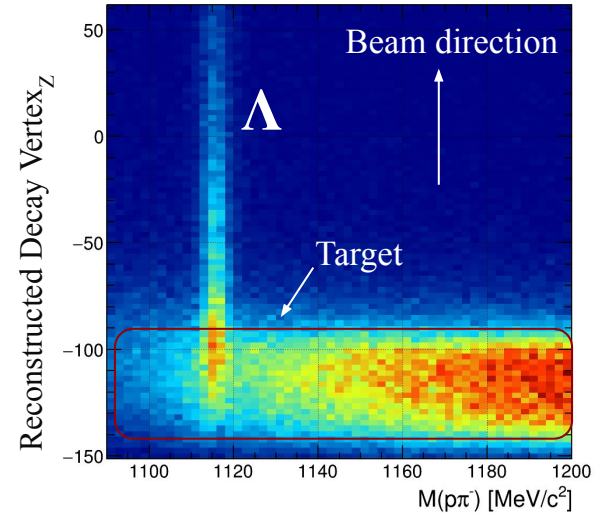 Reconstructed Decay Vertex_Z
50
0
−50
−100
−150
Beam direction
Λ
Target
1100 1120 1140 1160 1180 1200
M(pπ⁻) [MeV/c²]